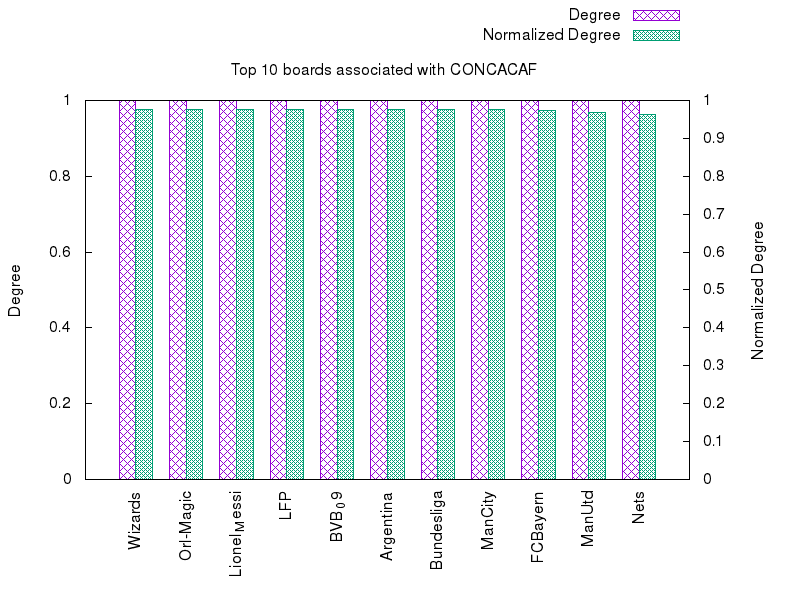 Degree
Normalized Degree
Top 10 boards associated with CONCACAF
1
0.8
0.6
0.4
0.2
0
Degree
1
0.9
0.8
0.7
0.6
0.5
0.4
0.3
0.2
0.1
0
Normalized Degree
Wizards
Orl-Magic
Lionel_Messi
LFP
BVB_09
Argentina
Bundesliga
ManCity
FCBayern
ManUtd
Nets